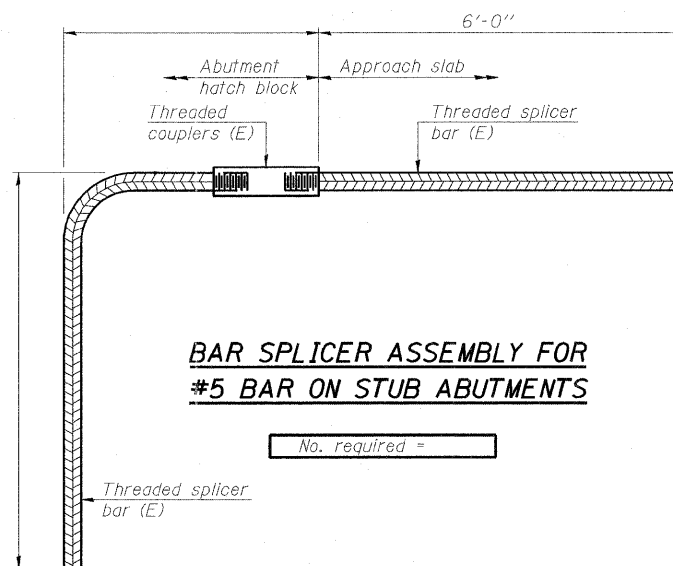 6'-0"
Abutment
hatch block
Approach slab
Threaded
couplers (E)
Threaded splicer
bar (E)
BAR SPLICER ASSEMBLY FOR
#5 BAR ON STUB ABUTMENTS
No. required =
Threaded splicer
bar (E)